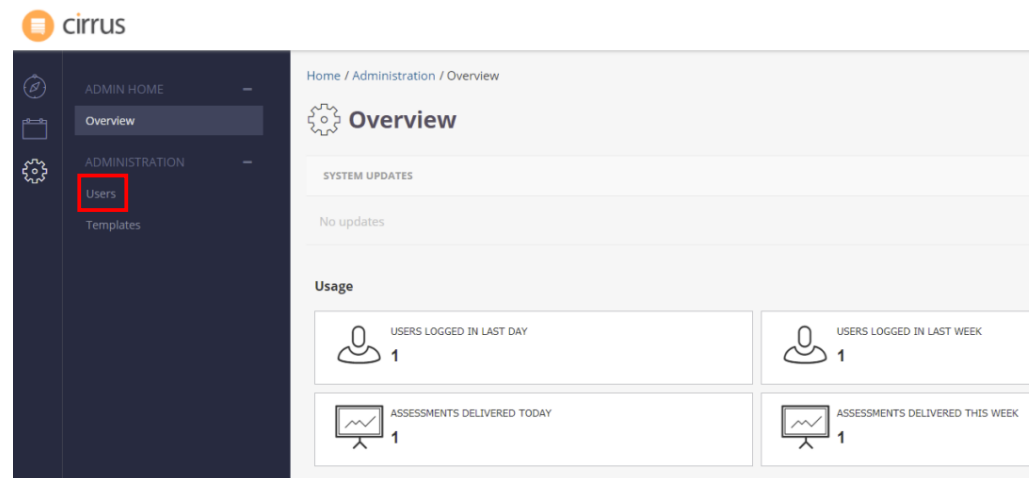 cirrus
ADMIN HOME
Overview
ADMINISTRATION
Users
Templates
Home / Administration / Overview
Overview
SYSTEM UPDATES
No updates
Usage
USERS LOGGED IN LAST DAY
1
USERS LOGGED IN LAST WEEK
1
ASSESSMENTS DELIVERED TODAY
1
ASSESSMENTS DELIVERED THIS WEEK
1